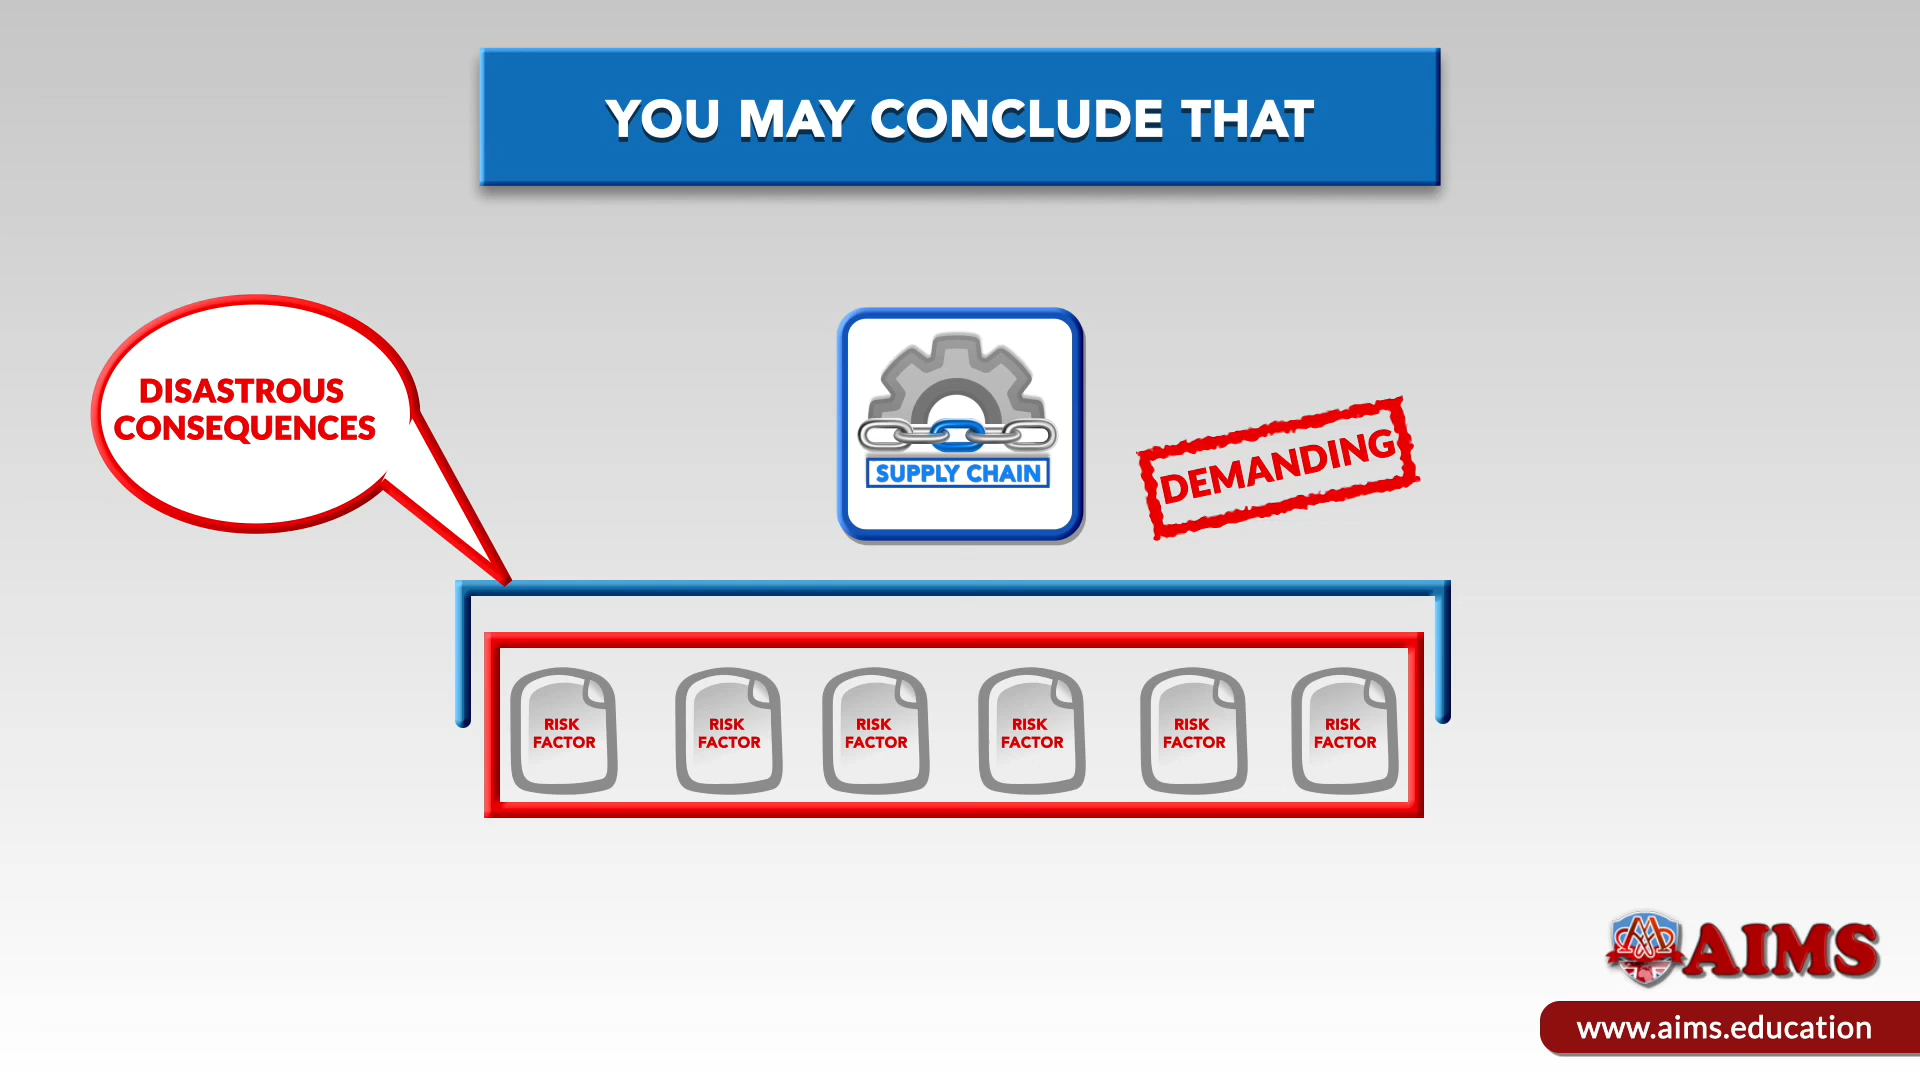 YOU MAY CONCLUDE THAT
DISASTROUS
CONSEQUENCES
SUPPLY CHAIN
DEMANDING
RISK
FACTOR
RISK
FACTOR
RISK
FACTOR
RISK
FACTOR
RISK
FACTOR
RISK
FACTOR
AIMS
www.aims.education